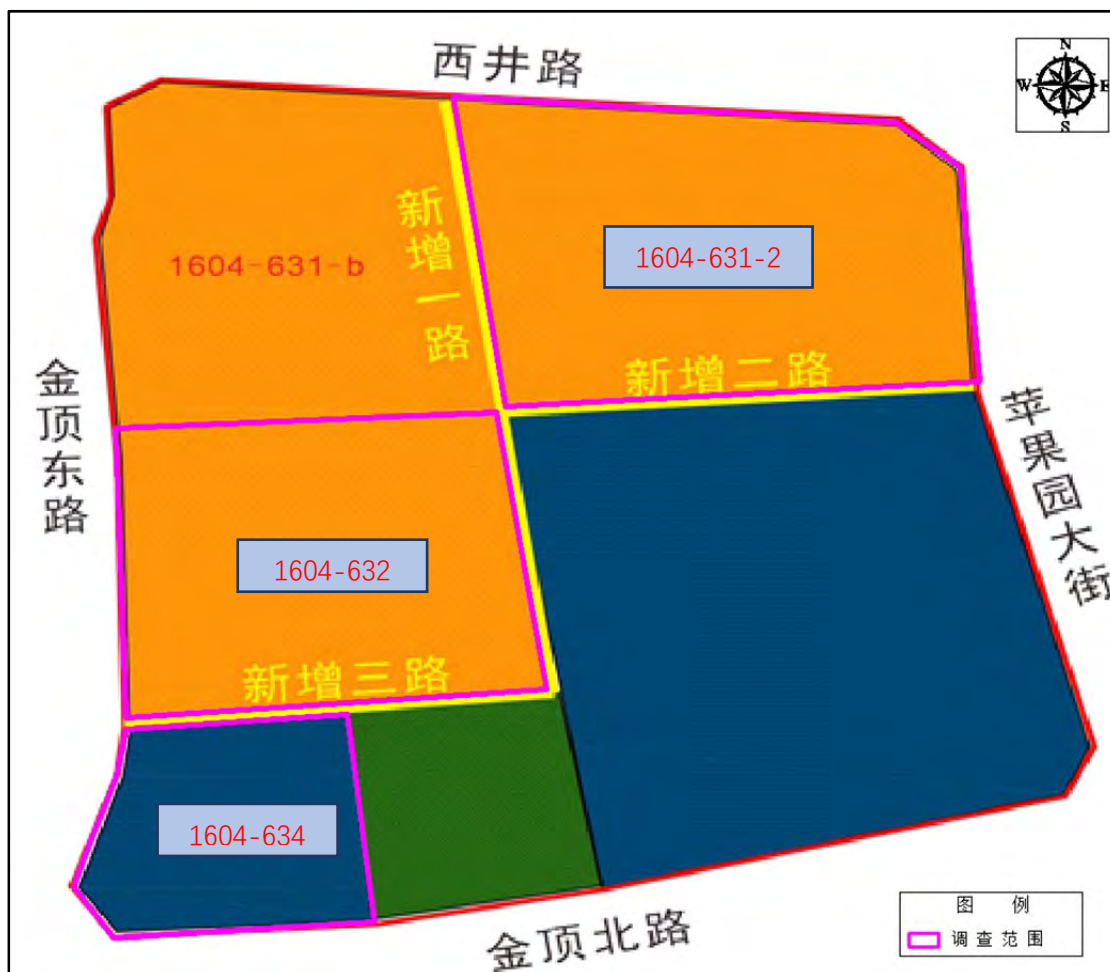 西井路
N
W E
S
新增一路
1604-631-b
1604-631-2
金顶东路
新增二路
苹果园大街
1604-632
新增三路
1604-634
金顶北路
图 例
调查范围